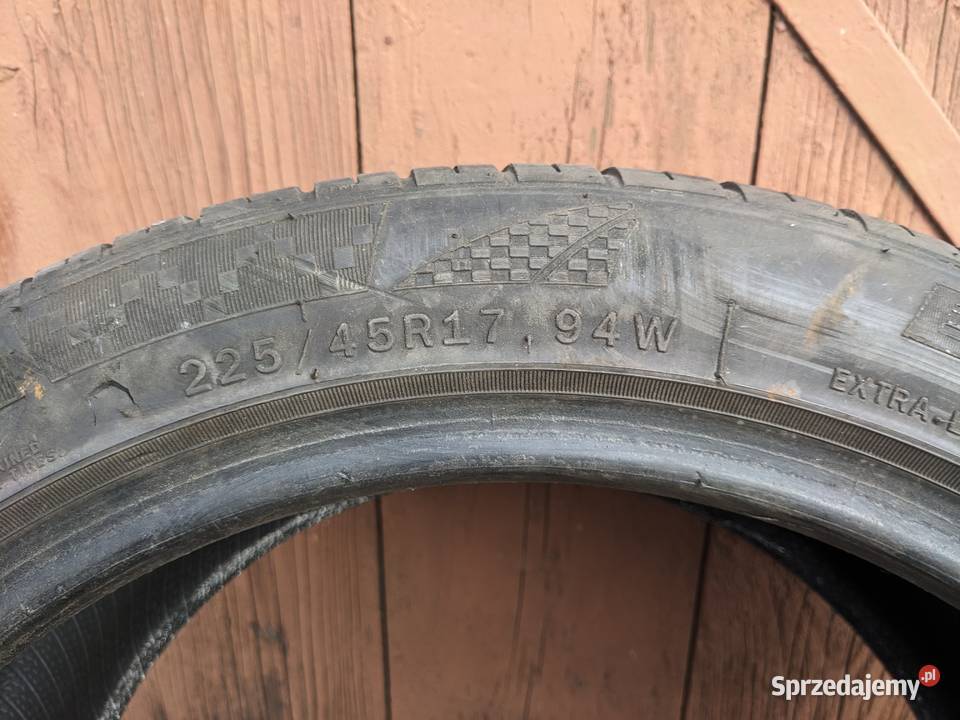 225/45R17 94W
EXTRA
Sprzedajemy.pl